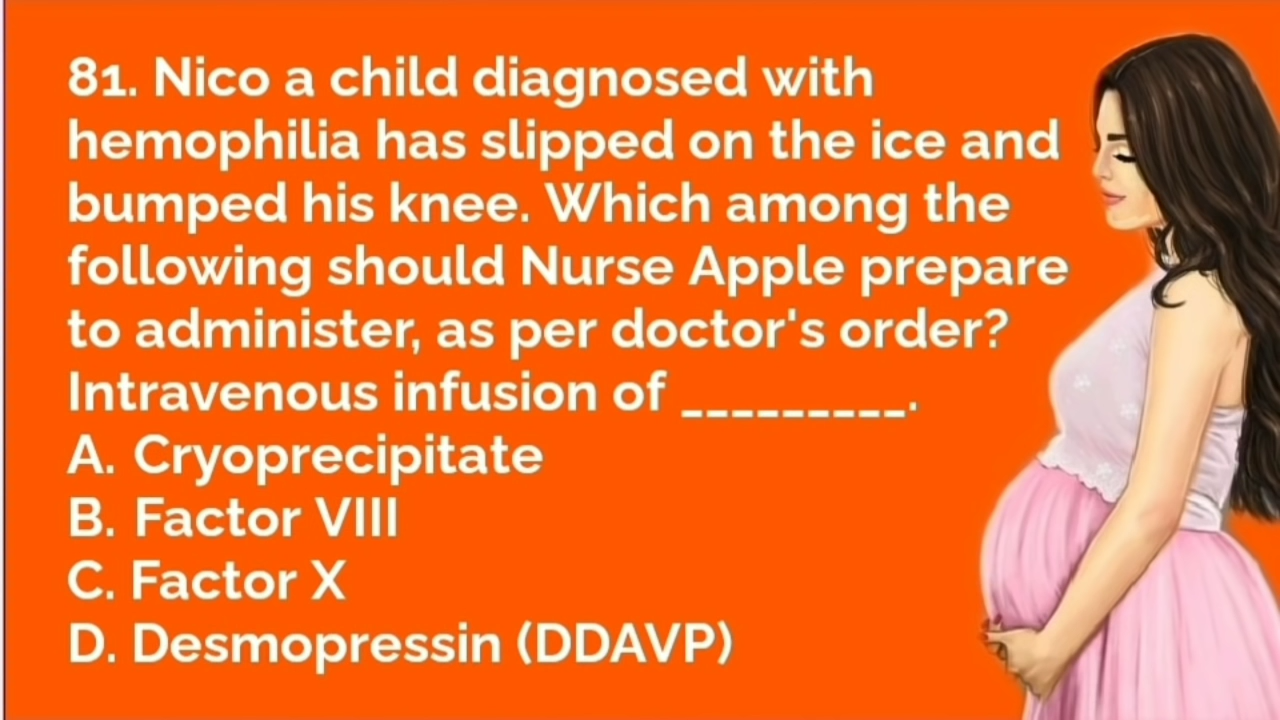 81. Nico a child diagnosed with
hemophilia has slipped on the ice and
bumped his knee. Which among the
following should Nurse Apple prepare
to administer, as per doctor's order?
Intravenous infusion of _________.
A. Cryoprecipitate
B. Factor VIII
C. Factor X
D. Desmopressin (DDAVP)